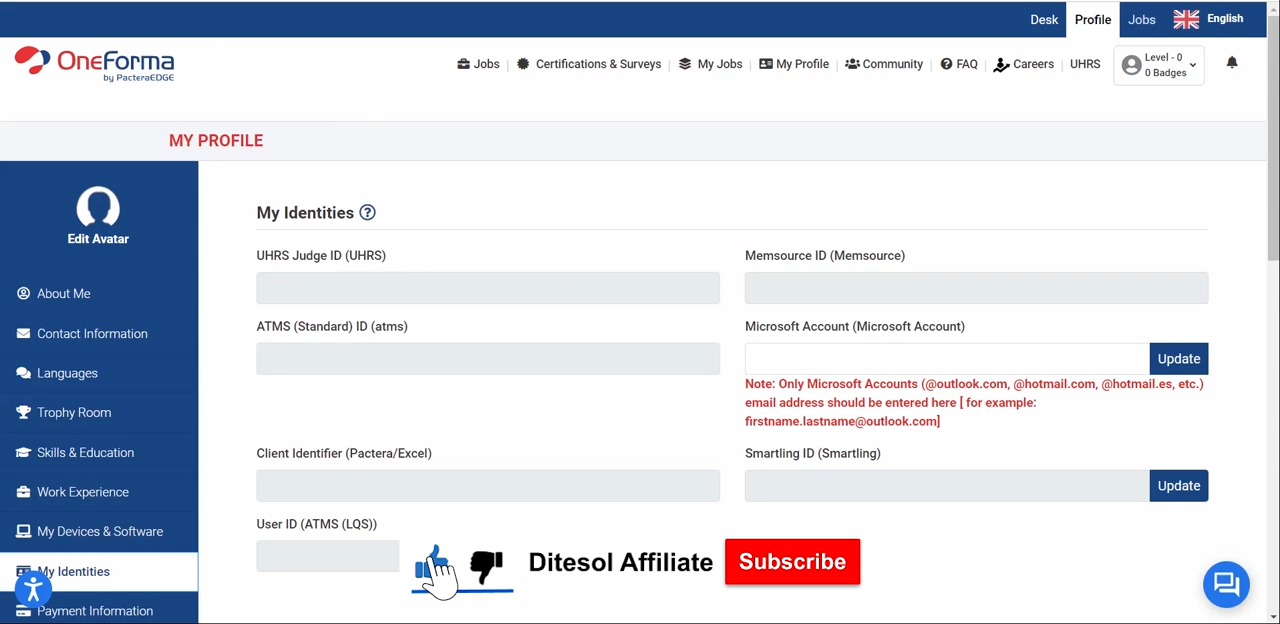 Desk Profile Jobs English
OneForma
by PacteraEDGE
Jobs Certifications & Surveys My Jobs My Profile Community FAQ Careers UHRS
Level - 0
0 Badges
MY PROFILE
Edit Avatar
About Me
Contact Information
Languages
Trophy Room
Skills & Education
Work Experience
My Devices & Software
My Identities
Payment Information
My Identities
UHRS Judge ID (UHRS)
Memsource ID (Memsource)
ATMS (Standard) ID (atms)
Microsoft Account (Microsoft Account)
Update
Note: Only Microsoft Accounts (@outlook.com, @hotmail.com, @hotmail.es, etc.)
email address should be entered here [ for example:
firstname.lastname@outlook.com]
Client Identifier (Pactera/Excel)
Smartling ID (Smartling)
Update
User ID (ATMS (LQS))
Ditesol Affiliate
Subscribe